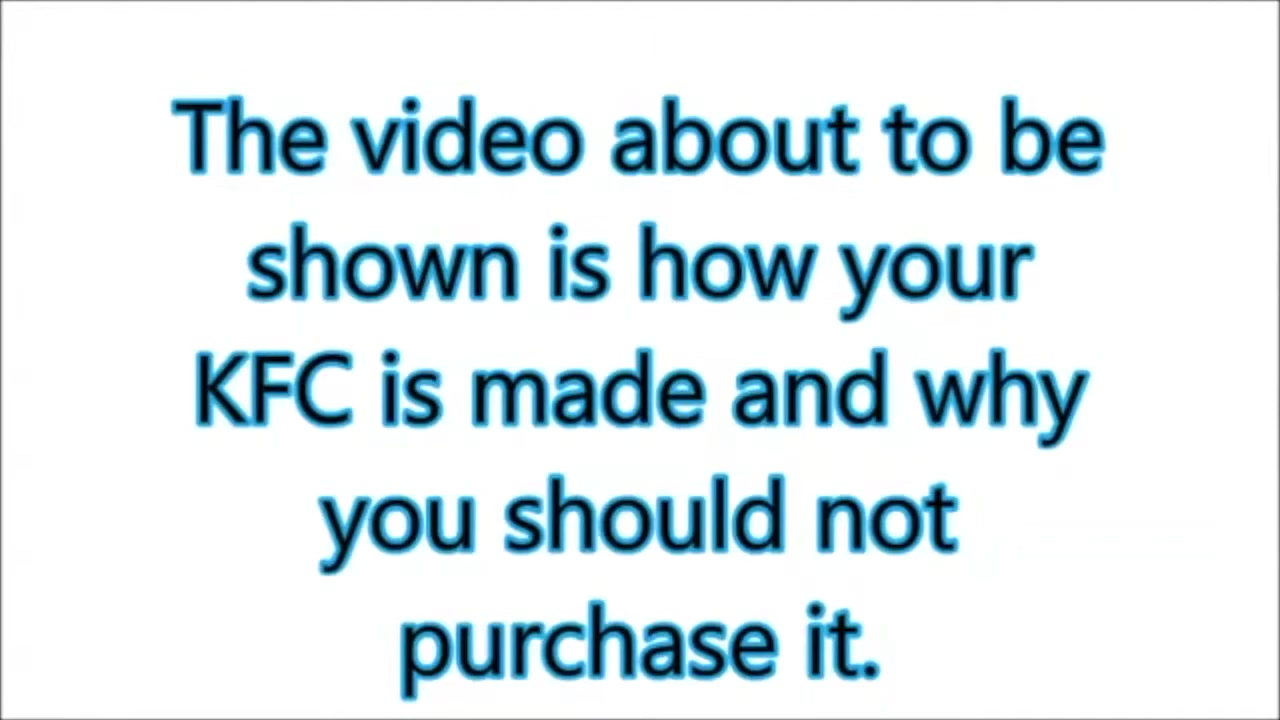 The video about to be
shown is how your
KFC is made and why
you should not
purchase it.